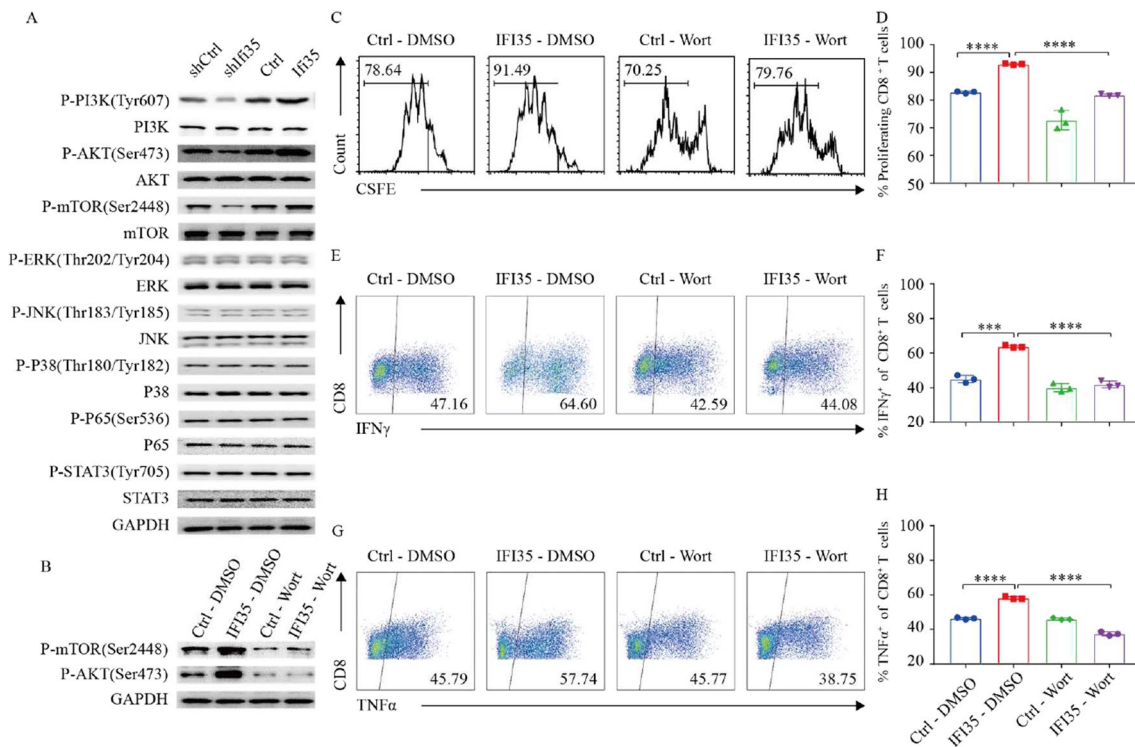 A
shCtrl
shIfi35
Ctrl
Ifi35
P-PI3K(Tyr607)
PI3K
P-AKT(Ser473)
AKT
P-mTOR(Ser2448)
mTOR
P-ERK(Thr202/Tyr204)
ERK
P-JNK(Thr183/Tyr185)
JNK
P-P38(Thr180/Tyr182)
P38
P-P65(Ser536)
P65
P-STAT3(Tyr705)
STAT3
GAPDH
B
Ctrl - DMSO
IFI35 - DMSO
Ctrl - Wort
IFI35 - Wort
P-mTOR(Ser2448)
P-AKT(Ser473)
GAPDH
C
Ctrl - DMSO IFI35 - DMSO Ctrl - Wort IFI35 - Wort
78.64 91.49 70.25 79.76
Count
CSFE
D
% Proliferating CD8⁺ T cells
100
90
80
70
60
50
**** ****
E
Ctrl - DMSO IFI35 - DMSO Ctrl - Wort IFI35 - Wort
CD8
47.16 64.60 42.59 44.08
IFNγ
F
% IFNγ⁺ of CD8⁺ T cells
100
80
60
40
20
*** ****
G
Ctrl - DMSO IFI35 - DMSO Ctrl - Wort IFI35 - Wort
CD8
45.79 57.74 45.77 38.75
TNFα
H
% TNFα⁺ of CD8⁺ T cells
100
80
60
40
20
**** ****
Ctrl - DMSO
IFI35 - DMSO
Ctrl - Wort
IFI35 - Wort